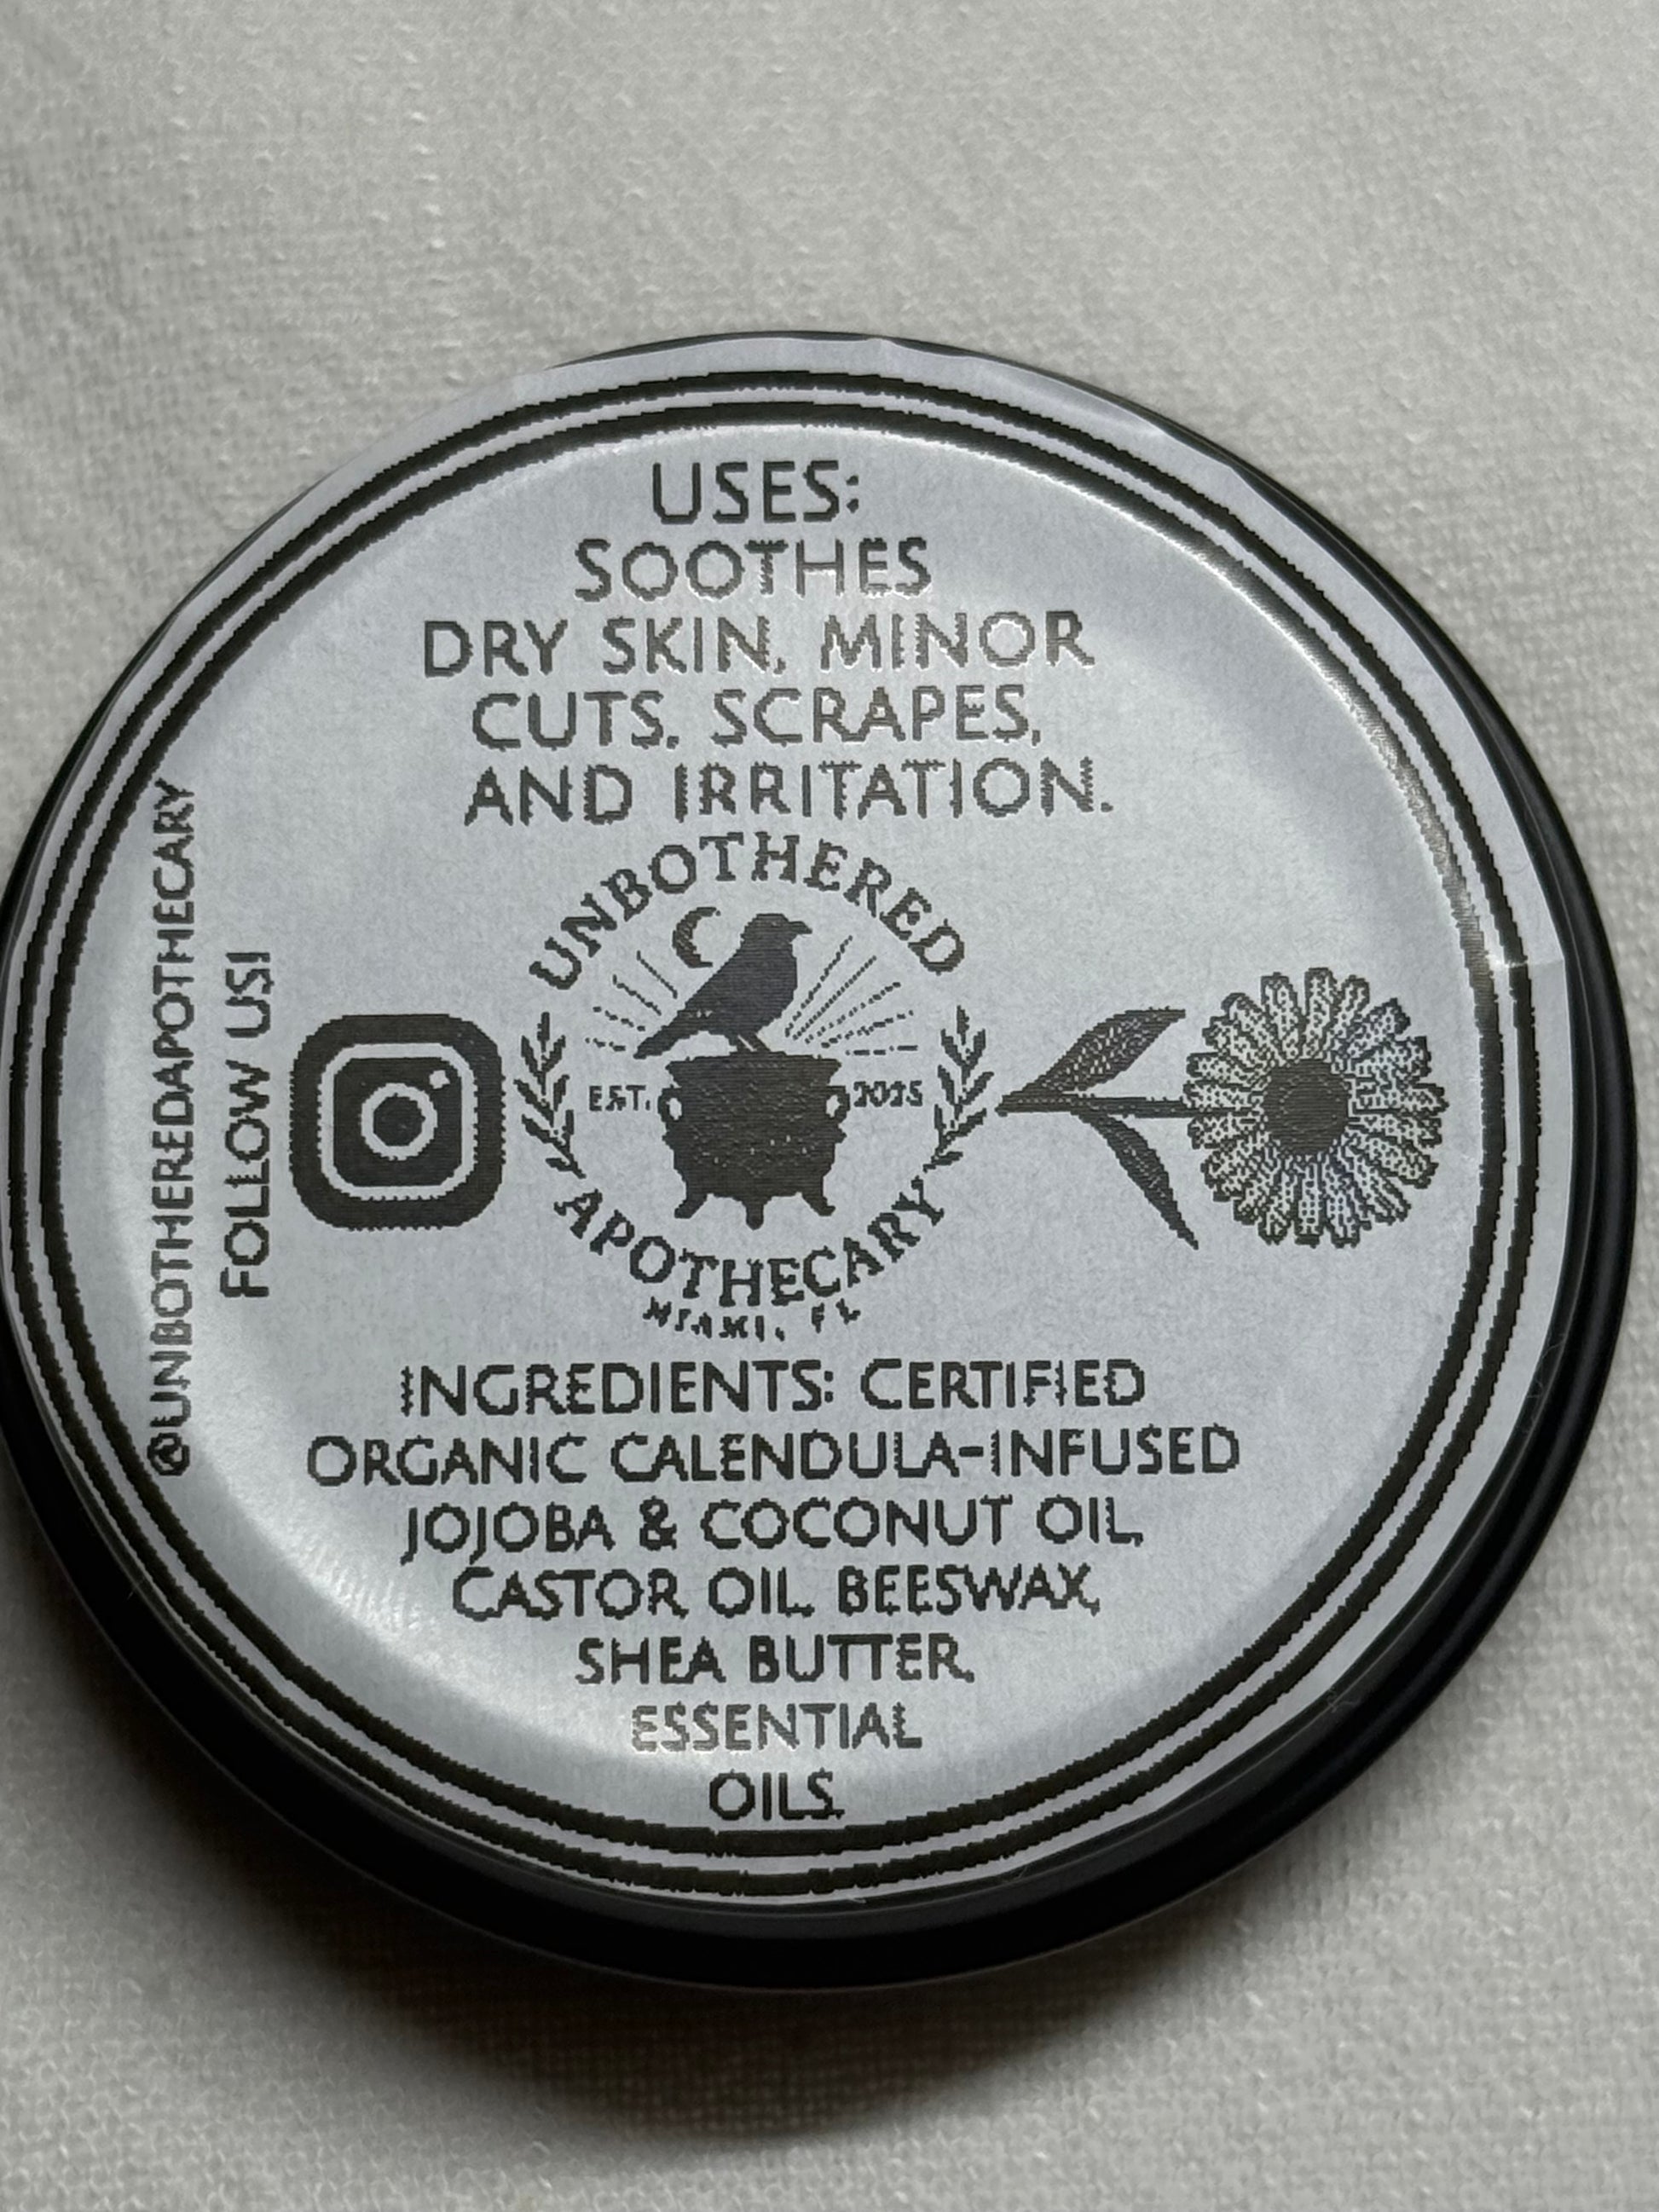 USES:
SOOTHES
DRY SKIN, MINOR
CUTS, SCRAPES,
AND IRRITATION.
@UNBOTHEREDAPOTHECARY
FOLLOW US!
UNBOTHERED
EST. 2025
APOTHECARY
MIAMI, FL
INGREDIENTS: CERTIFIED
ORGANIC CALENDULA-INFUSED
JOJOBA & COCONUT OIL,
CASTOR OIL, BEESWAX,
SHEA BUTTER,
ESSENTIAL
OILS.